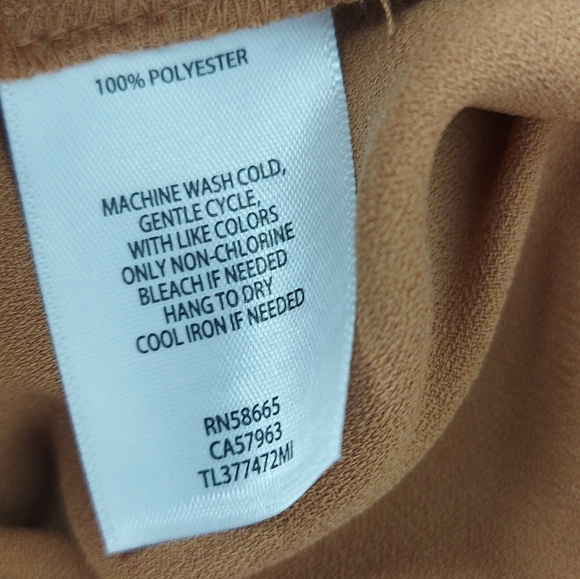 100% POLYESTER
MACHINE WASH COLD,
GENTLE CYCLE,
WITH LIKE COLORS
ONLY NON-CHLORINE
BLEACH IF NEEDED
HANG TO DRY
COOL IRON IF NEEDED
RN58665
CA57963
TL377472MI